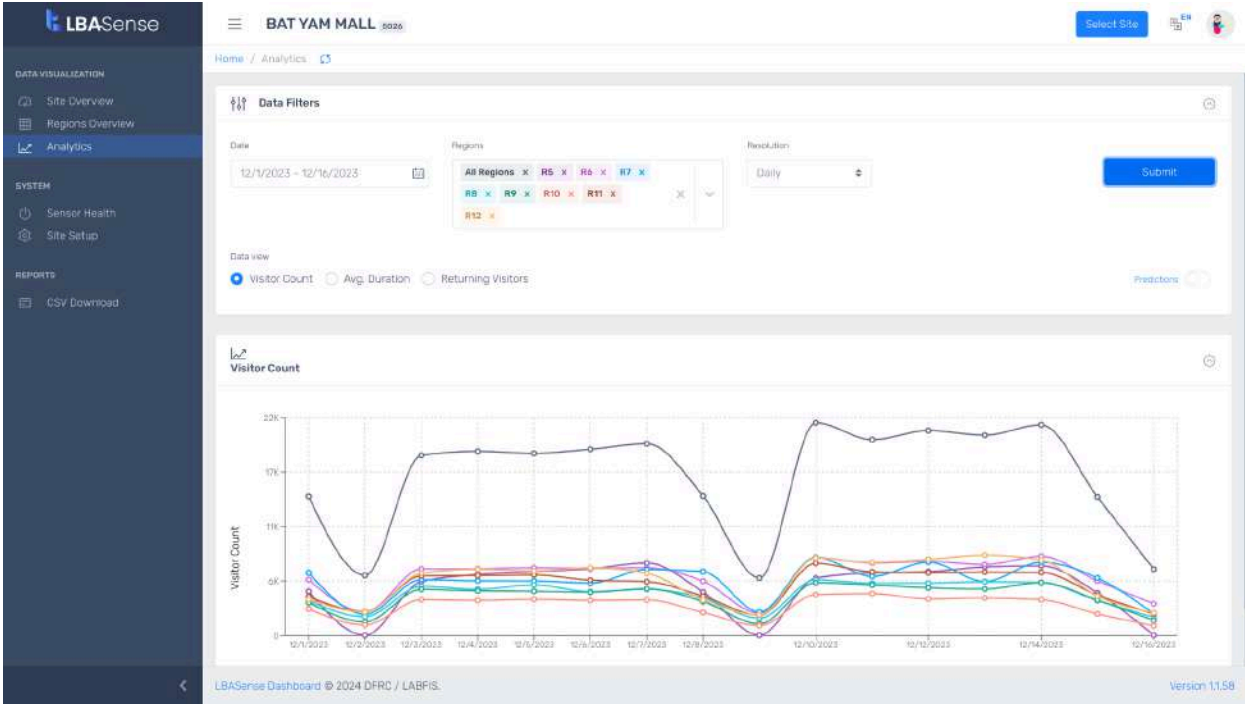 LBASense
BAT YAM MALL 5026
Select Site
EN
Home / Analytics
DATA VISUALIZATION
Site Overview
Regions Overview
Analytics
SYSTEM
Sensor Health
Site Setup
REPORTS
CSV Download
Data Filters
Date
Regions
Resolution
12/1/2023 - 12/16/2023
All Regions x R5 x R6 x R7 x
R8 x R9 x R10 x R11 x
R12 x
Daily
Submit
Data view
Visitor Count Avg. Duration Returning Visitors
Predictions
Visitor Count
Visitor Count
22K
17K
11K
6K
0
12/1/2023 12/2/2023 12/3/2023 12/4/2023 12/5/2023 12/6/2023 12/7/2023 12/8/2023 12/10/2023 12/12/2023 12/14/2023 12/16/2023
LBASense Dashboard © 2024 DFRC / LABFIS.
Version 1.1.58